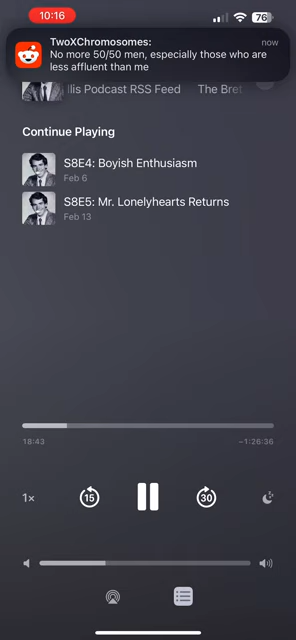 10:16
76
TwoXChromosomes:
now
No more 50/50 men, especially those who are
less affluent than me
llis Podcast RSS Feed The Bret
Continue Playing
S8E4: Boyish Enthusiasm
Feb 6
S8E5: Mr. Lonelyhearts Returns
Feb 13
18:43
-1:26:36
1×
15
30